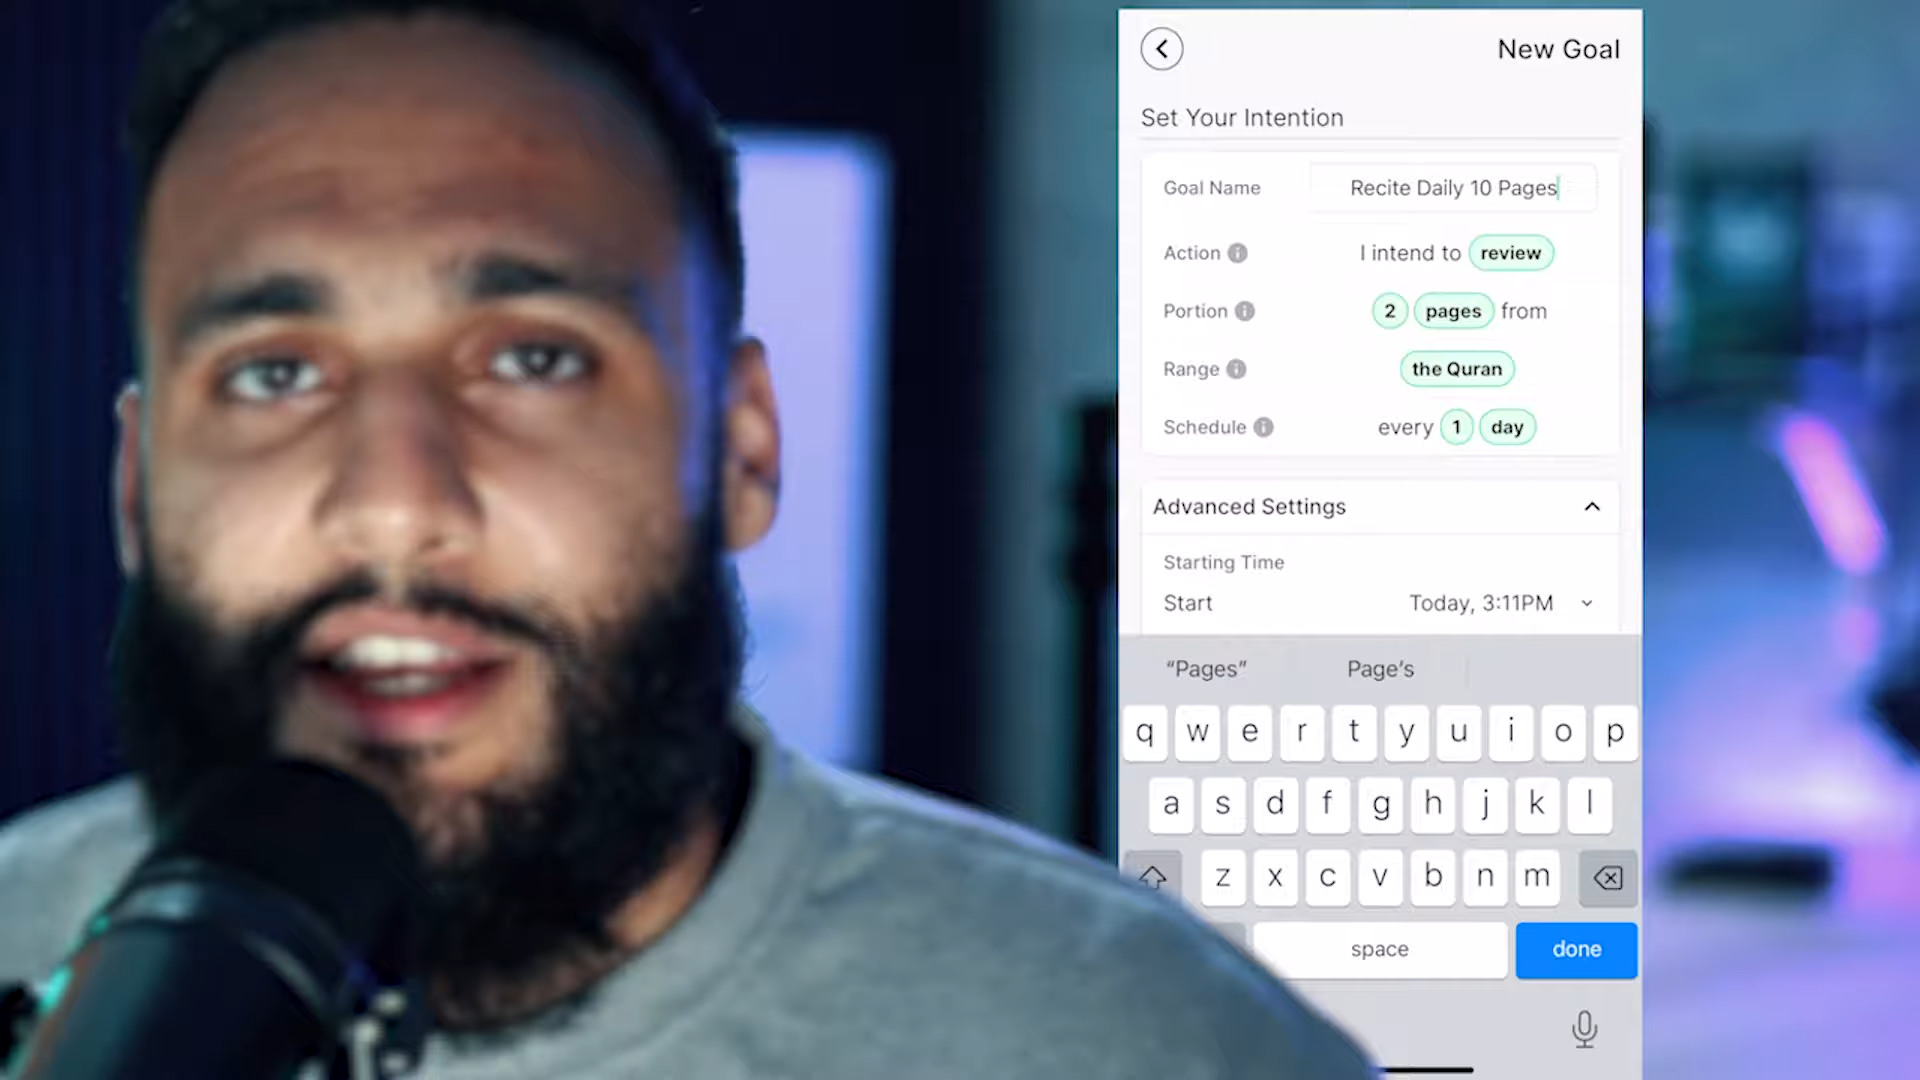 New Goal
Set Your Intention
Goal Name Recite Daily 10 Pages
Action I intend to review
Portion 2 pages from
Range the Quran
Schedule every 1 day
Advanced Settings
Starting Time
Start Today, 3:11PM
“Pages” Page’s
q w e r t y u i o p
a s d f g h j k l
z x c v b n m
space done